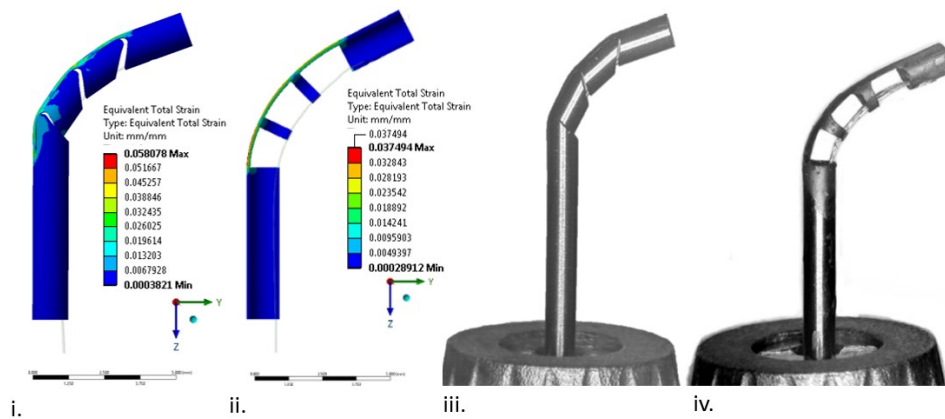 Equivalent Total Strain
Type: Equivalent Total Strain
Unit: mm/mm
0.058078 Max
0.051667
0.045257
0.038846
0.032435
0.026025
0.019614
0.013203
0.0067928
0.0003821 Min
Y
Z
i.
Equivalent Total Strain
Type: Equivalent Total Strain
Unit: mm/mm
0.037494
0.037494 Max
0.032843
0.028193
0.023542
0.018892
0.014241
0.0095903
0.0049397
0.00028912 Min
Y
Z
ii.
iii.
iv.